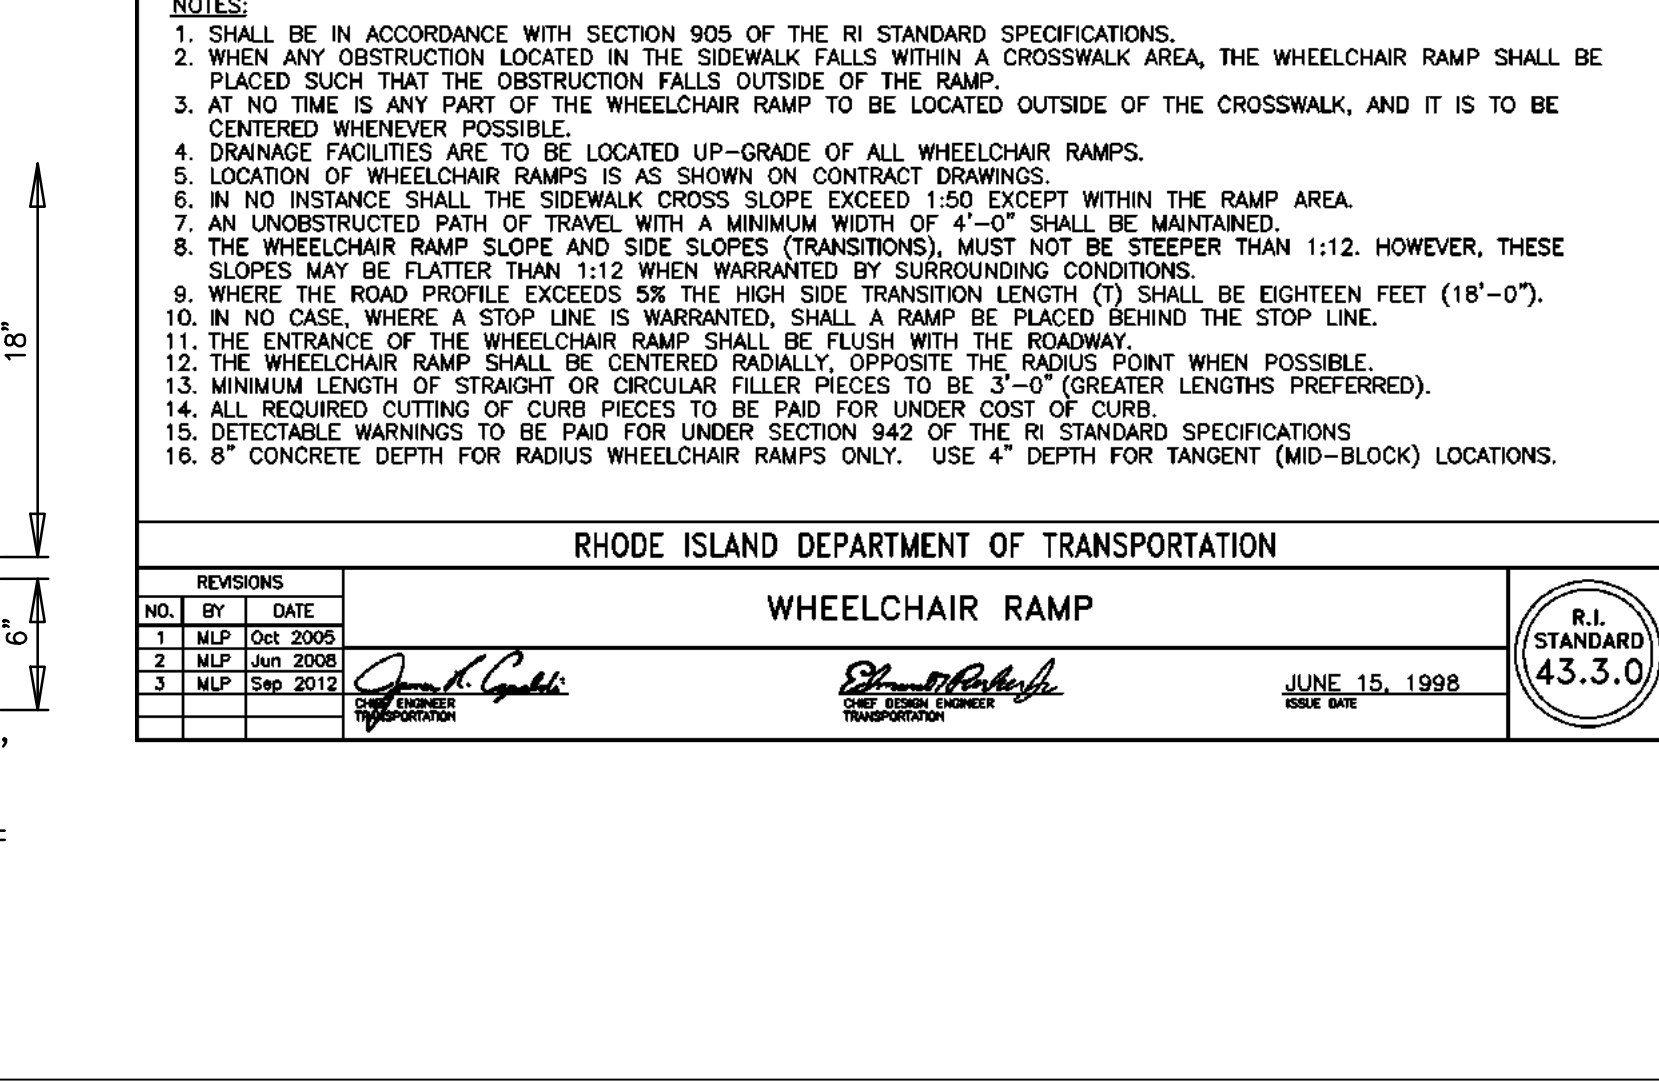 NOTES:
1. SHALL BE IN ACCORDANCE WITH SECTION 905 OF THE RI STANDARD SPECIFICATIONS.
2. WHEN ANY OBSTRUCTION LOCATED IN THE SIDEWALK FALLS WITHIN A CROSSWALK AREA, THE WHEELCHAIR RAMP SHALL BE
PLACED SUCH THAT THE OBSTRUCTION FALLS OUTSIDE OF THE RAMP.
3. AT NO TIME IS ANY PART OF THE WHEELCHAIR RAMP TO BE LOCATED OUTSIDE OF THE CROSSWALK, AND IT IS TO BE
CENTERED WHENEVER POSSIBLE.
4. DRAINAGE FACILITIES ARE TO BE LOCATED UP-GRADE OF ALL WHEELCHAIR RAMPS.
5. LOCATION OF WHEELCHAIR RAMPS IS AS SHOWN ON CONTRACT DRAWINGS.
6. IN NO INSTANCE SHALL THE SIDEWALK CROSS SLOPE EXCEED 1:50 EXCEPT WITHIN THE RAMP AREA.
7. AN UNOBSTRUCTED PATH OF TRAVEL WITH A MINIMUM WIDTH OF 4'-0" SHALL BE MAINTAINED.
8. THE WHEELCHAIR RAMP SLOPE AND SIDE SLOPES (TRANSITIONS), MUST NOT BE STEEPER THAN 1:12. HOWEVER, THESE
SLOPES MAY BE FLATTER THAN 1:12 WHEN WARRANTED BY SURROUNDING CONDITIONS.
9. WHERE THE ROAD PROFILE EXCEEDS 5% THE HIGH SIDE TRANSITION LENGTH (T) SHALL BE EIGHTEEN FEET (18'-0").
10. IN NO CASE, WHERE A STOP LINE IS WARRANTED, SHALL A RAMP BE PLACED BEHIND THE STOP LINE.
11. THE ENTRANCE OF THE WHEELCHAIR RAMP SHALL BE FLUSH WITH THE ROADWAY.
12. THE WHEELCHAIR RAMP SHALL BE CENTERED RADIALLY, OPPOSITE THE RADIUS POINT WHEN POSSIBLE.
13. MINIMUM LENGTH OF STRAIGHT OR CIRCULAR FILLER PIECES TO BE 3'-0" (GREATER LENGTHS PREFERRED).
14. ALL REQUIRED CUTTING OF CURB PIECES TO BE PAID FOR UNDER COST OF CURB.
15. DETECTABLE WARNINGS TO BE PAID FOR UNDER SECTION 942 OF THE RI STANDARD SPECIFICATIONS
16. 8" CONCRETE DEPTH FOR RADIUS WHEELCHAIR RAMPS ONLY. USE 4" DEPTH FOR TANGENT (MID-BLOCK) LOCATIONS.
18"
6"
RHODE ISLAND DEPARTMENT OF TRANSPORTATION
REVISIONS
NO. BY DATE
1 MLP Oct 2005
2 MLP Jun 2008
3 MLP Sep 2012
WHEELCHAIR RAMP
CHIEF ENGINEER
TRANSPORTATION
CHIEF DESIGN ENGINEER
TRANSPORTATION
JUNE 15, 1998
ISSUE DATE
R.I.
STANDARD
43.3.0